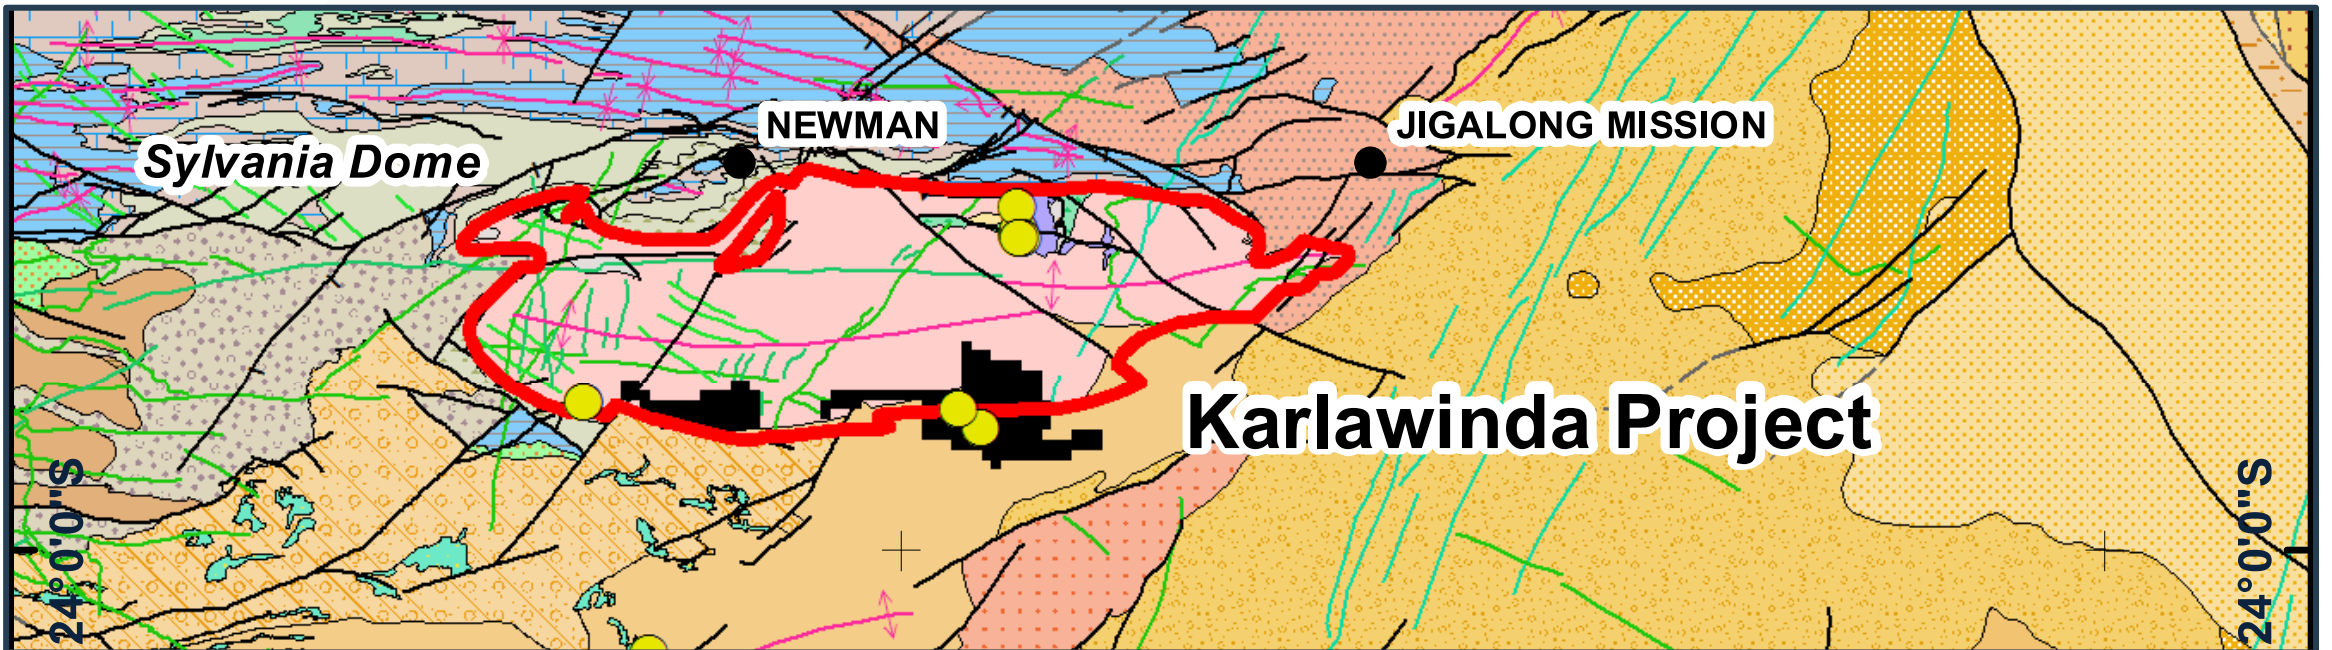 NEWMAN
JIGALONG MISSION
Sylvania Dome
Karlawinda Project
24°0'0"S
24°0'0"S